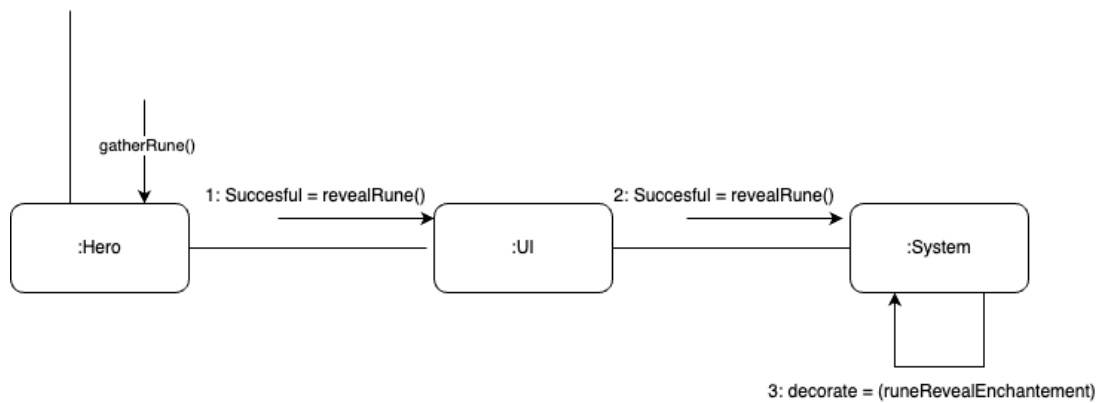 gatherRune()
1: Succesful = revealRune()
2: Succesful = revealRune()
:Hero
:UI
:System
3: decorate = (runeRevealEnchantement)